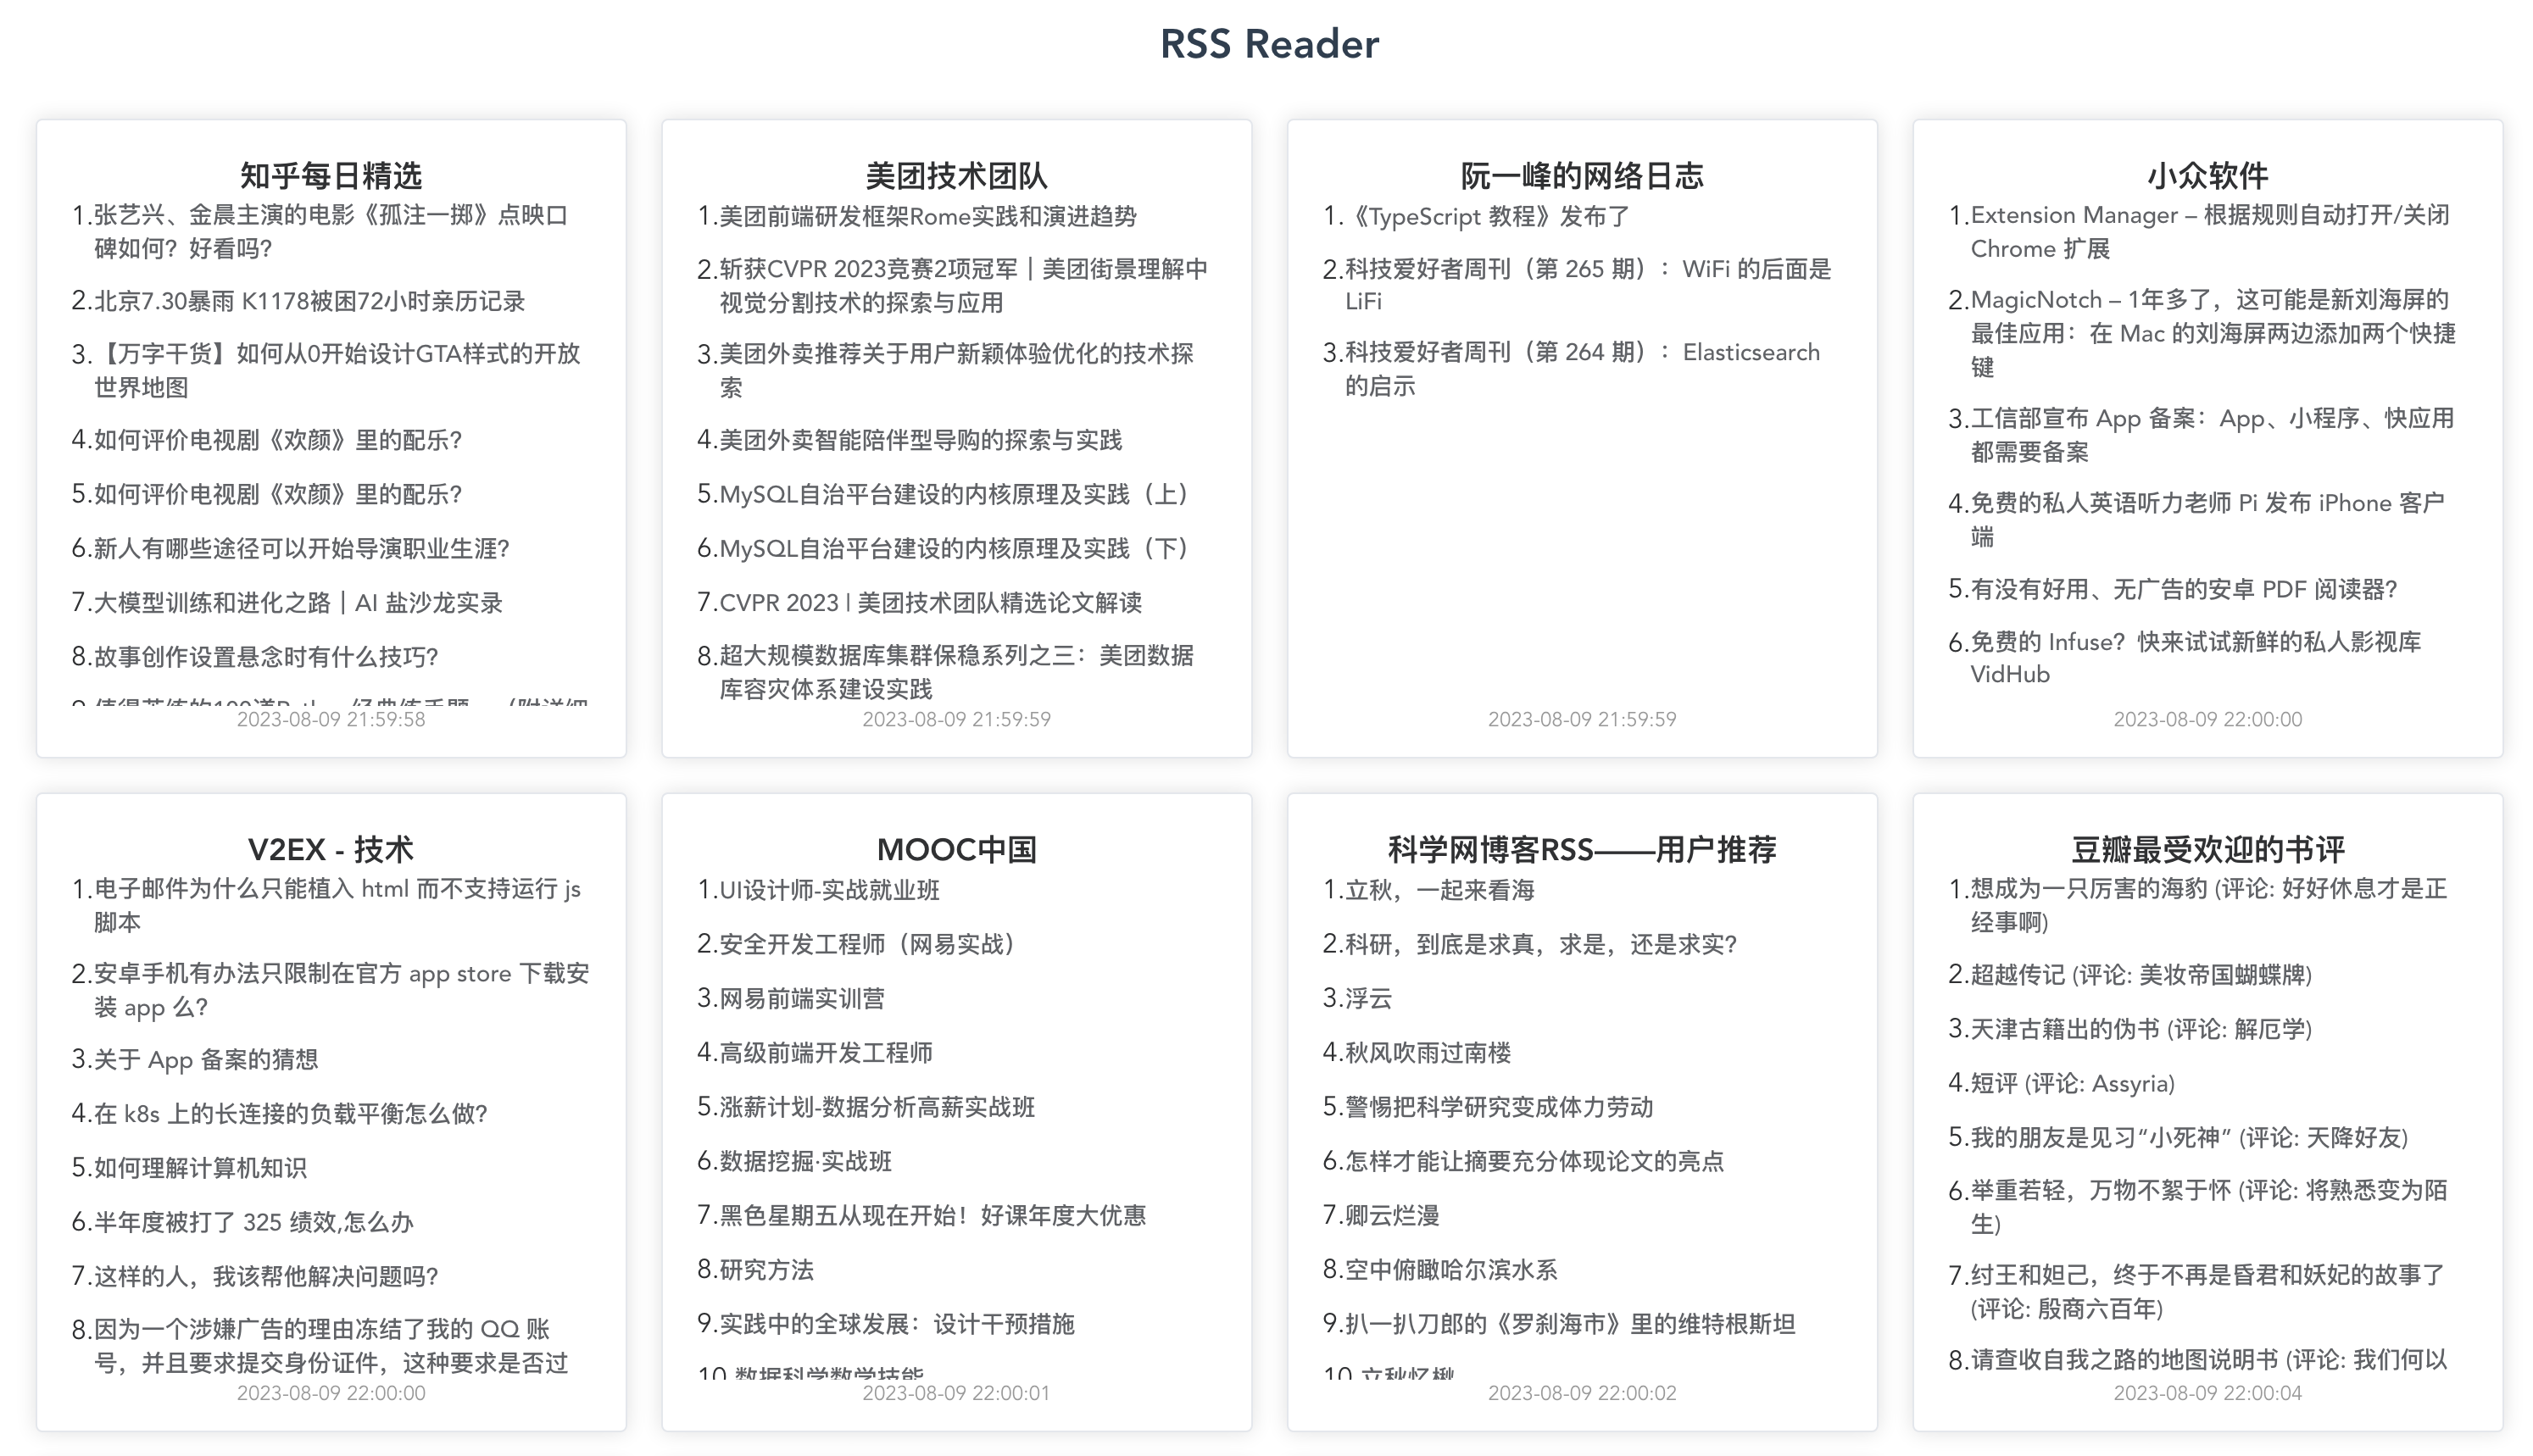 RSS Reader
知乎每日精选
1.张艺兴、金晨主演的电影《孤注一掷》点映口
碑如何？好看吗？
2.北京7.30暴雨 K1178被困72小时亲历记录
3.【万字干货】如何从0开始设计GTA样式的开放
世界地图
4.如何评价电视剧《欢颜》里的配乐？
5.如何评价电视剧《欢颜》里的配乐？
6.新人有哪些途径可以开始导演职业生涯？
7.大模型训练和进化之路｜AI 盐沙龙实录
8.故事创作设置悬念时有什么技巧？
2023-08-09 21:59:58
美团技术团队
1.美团前端研发框架Rome实践和演进趋势
2.斩获CVPR 2023竞赛2项冠军｜美团街景理解中
视觉分割技术的探索与应用
3.美团外卖推荐关于用户新颖体验优化的技术探
索
4.美团外卖智能陪伴型导购的探索与实践
5.MySQL自治平台建设的内核原理及实践（上）
6.MySQL自治平台建设的内核原理及实践（下）
7.CVPR 2023 | 美团技术团队精选论文解读
8.超大规模数据库集群保稳系列之三：美团数据
库容灾体系建设实践
2023-08-09 21:59:59
阮一峰的网络日志
1.《TypeScript 教程》发布了
2.科技爱好者周刊（第 265 期）：WiFi 的后面是
LiFi
3.科技爱好者周刊（第 264 期）：Elasticsearch
的启示
2023-08-09 21:59:59
小众软件
1.Extension Manager – 根据规则自动打开/关闭
Chrome 扩展
2.MagicNotch – 1年多了，这可能是新刘海屏的
最佳应用：在 Mac 的刘海屏两边添加两个快捷
键
3.工信部宣布 App 备案：App、小程序、快应用
都需要备案
4.免费的私人英语听力老师 Pi 发布 iPhone 客户
端
5.有没有好用、无广告的安卓 PDF 阅读器？
6.免费的 Infuse？快来试试新鲜的私人影视库
VidHub
2023-08-09 22:00:00
V2EX - 技术
1.电子邮件为什么只能植入 html 而不支持运行 js
脚本
2.安卓手机有办法只限制在官方 app store 下载安
装 app 么?
3.关于 App 备案的猜想
4.在 k8s 上的长连接的负载平衡怎么做?
5.如何理解计算机知识
6.半年度被打了 325 绩效,怎么办
7.这样的人，我该帮他解决问题吗?
8.因为一个涉嫌广告的理由冻结了我的 QQ 账
号，并且要求提交身份证件，这种要求是否过
2023-08-09 22:00:00
MOOC中国
1.UI设计师-实战就业班
2.安全开发工程师（网易实战）
3.网易前端实训营
4.高级前端开发工程师
5.涨薪计划-数据分析高薪实战班
6.数据挖掘·实战班
7.黑色星期五从现在开始！好课年度大优惠
8.研究方法
9.实践中的全球发展：设计干预措施
10.数据科学数学技能
2023-08-09 22:00:01
科学网博客RSS——用户推荐
1.立秋，一起来看海
2.科研，到底是求真，求是，还是求实？
3.浮云
4.秋风吹雨过南楼
5.警惕把科学研究变成体力劳动
6.怎样才能让摘要充分体现论文的亮点
7.卿云烂漫
8.空中俯瞰哈尔滨水系
9.扒一扒刀郎的《罗刹海市》里的维特根斯坦
10.立秋忆楸
2023-08-09 22:00:02
豆瓣最受欢迎的书评
1.想成为一只厉害的海豹 (评论: 好好休息才是正
经事啊)
2.超越传记 (评论: 美妆帝国蝴蝶牌)
3.天津古籍出的伪书 (评论: 解厄学)
4.短评 (评论: Assyria)
5.我的朋友是见习“小死神” (评论: 天降好友)
6.举重若轻，万物不絮于怀 (评论: 将熟悉变为陌
生)
7.纣王和妲己，终于不再是昏君和妖妃的故事了
(评论: 殷商六百年)
8.请查收自我之路的地图说明书 (评论: 我们何以
2023-08-09 22:00:04